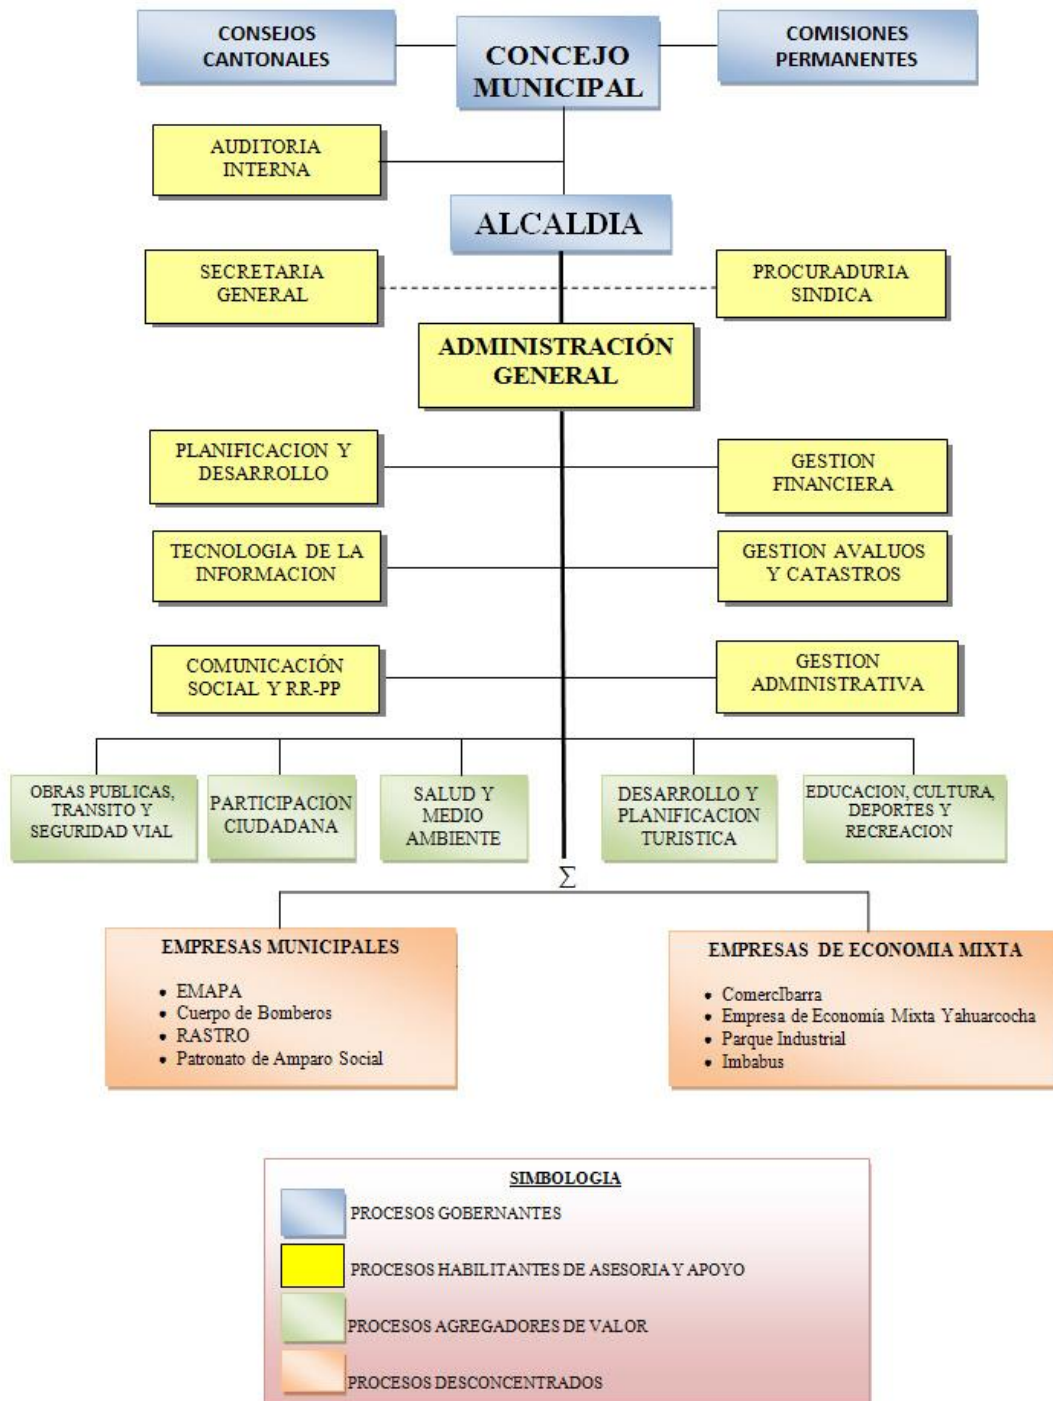 CONSEJOS
CANTONALES
CONCEJO
MUNICIPAL
COMISIONES
PERMANENTES
AUDITORIA
INTERNA
ALCALDIA
SECRETARIA
GENERAL
PROCURADURIA
SINDICA
ADMINISTRACIÓN
GENERAL
PLANIFICACION Y
DESARROLLO
GESTION
FINANCIERA
TECNOLOGIA DE LA
INFORMACION
GESTION AVALUOS
Y CATASTROS
COMUNICACIÓN
SOCIAL Y RR-PP
GESTION
ADMINISTRATIVA
OBRAS PUBLICAS,
TRANSITO Y
SEGURIDAD VIAL
PARTICIPACIÓN
CIUDADANA
SALUD Y
MEDIO
AMBIENTE
DESARROLLO Y
PLANIFICACION
TURISTICA
EDUCACION, CULTURA,
DEPORTES Y
RECREACION
Σ
EMPRESAS MUNICIPALES
• EMAPA
• Cuerpo de Bomberos
• RASTRO
• Patronato de Amparo Social
EMPRESAS DE ECONOMIA MIXTA
• ComercIbarra
• Empresa de Economía Mixta Yahuarcocha
• Parque Industrial
• Imbabus
SIMBOLOGIA
PROCESOS GOBERNANTES
PROCESOS HABILITANTES DE ASESORIA Y APOYO
PROCESOS AGREGADORES DE VALOR
PROCESOS DESCONCENTRADOS